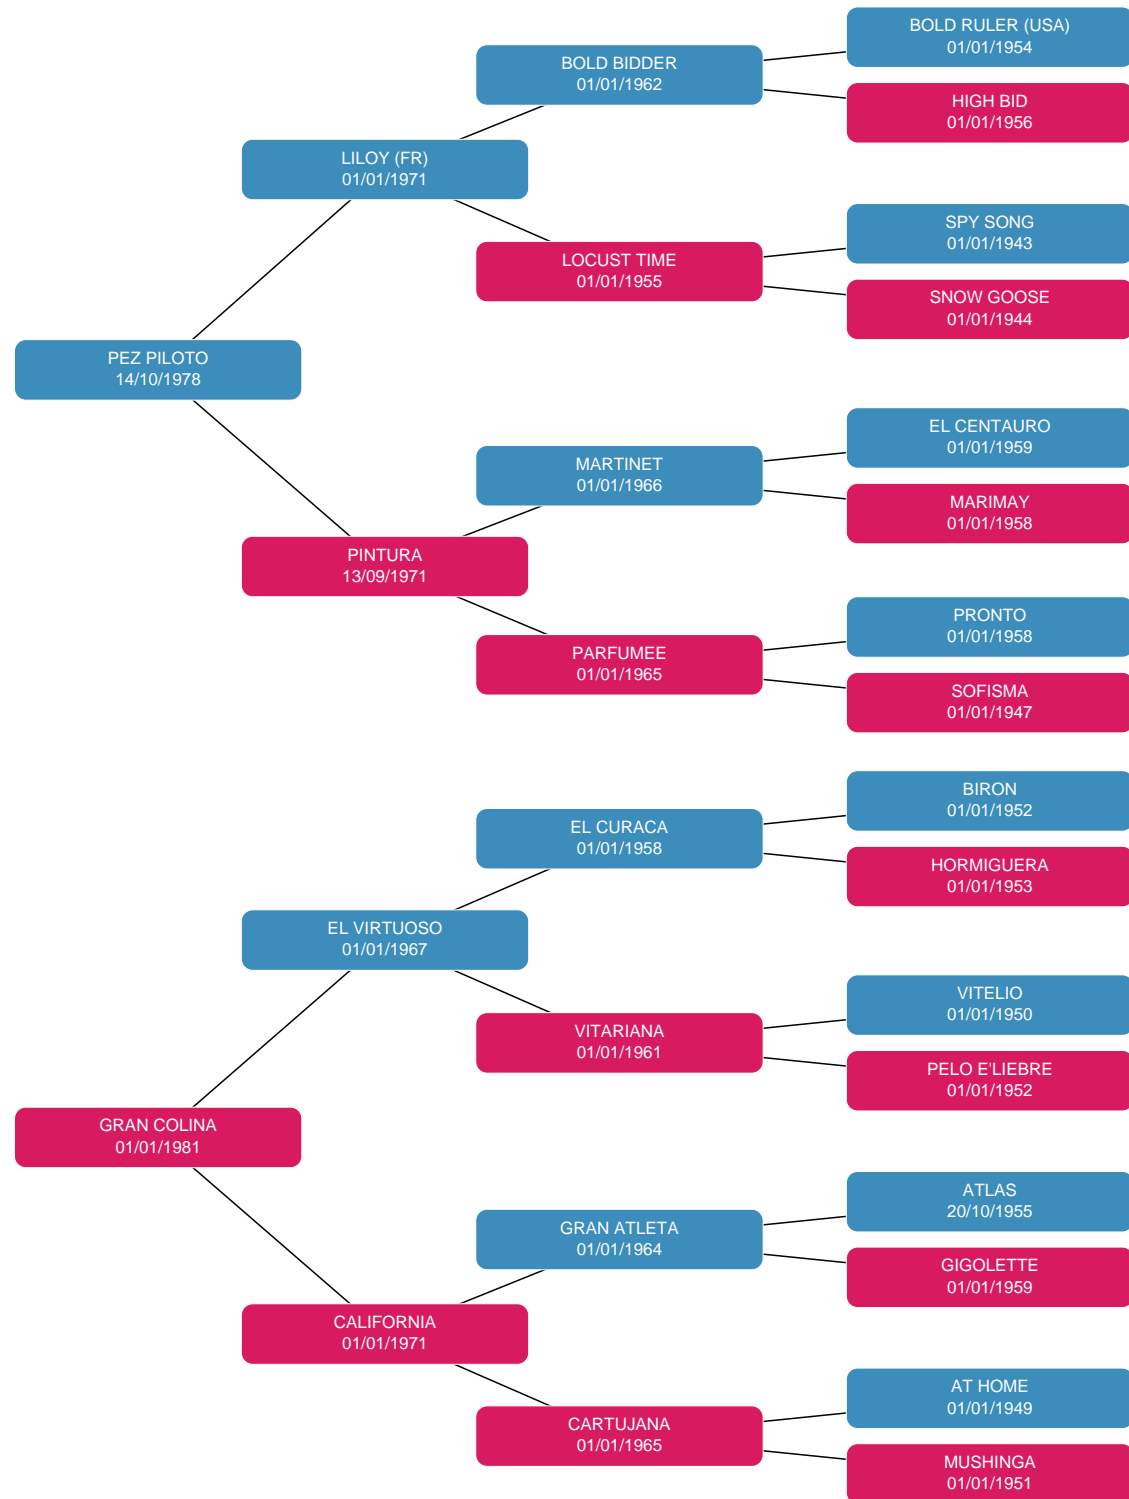 BOLD RULER (USA)
01/01/1954
BOLD BIDDER
01/01/1962
HIGH BID
01/01/1956
LILOY (FR)
01/01/1971
SPY SONG
01/01/1943
LOCUST TIME
01/01/1955
SNOW GOOSE
01/01/1944
PEZ PILOTO
14/10/1978
EL CENTAURO
01/01/1959
MARTINET
01/01/1966
MARIMAY
01/01/1958
PINTURA
13/09/1971
PRONTO
01/01/1958
PARFUMEE
01/01/1965
SOFISMA
01/01/1947
BIRON
01/01/1952
EL CURACA
01/01/1958
HORMIGUERA
01/01/1953
EL VIRTUOSO
01/01/1967
VITELIO
01/01/1950
VITARIANA
01/01/1961
PELO E'LIEBRE
01/01/1952
GRAN COLINA
01/01/1981
ATLAS
20/10/1955
GRAN ATLETA
01/01/1964
GIGOLETTE
01/01/1959
CALIFORNIA
01/01/1971
AT HOME
01/01/1949
CARTUJANA
01/01/1965
MUSHINGA
01/01/1951